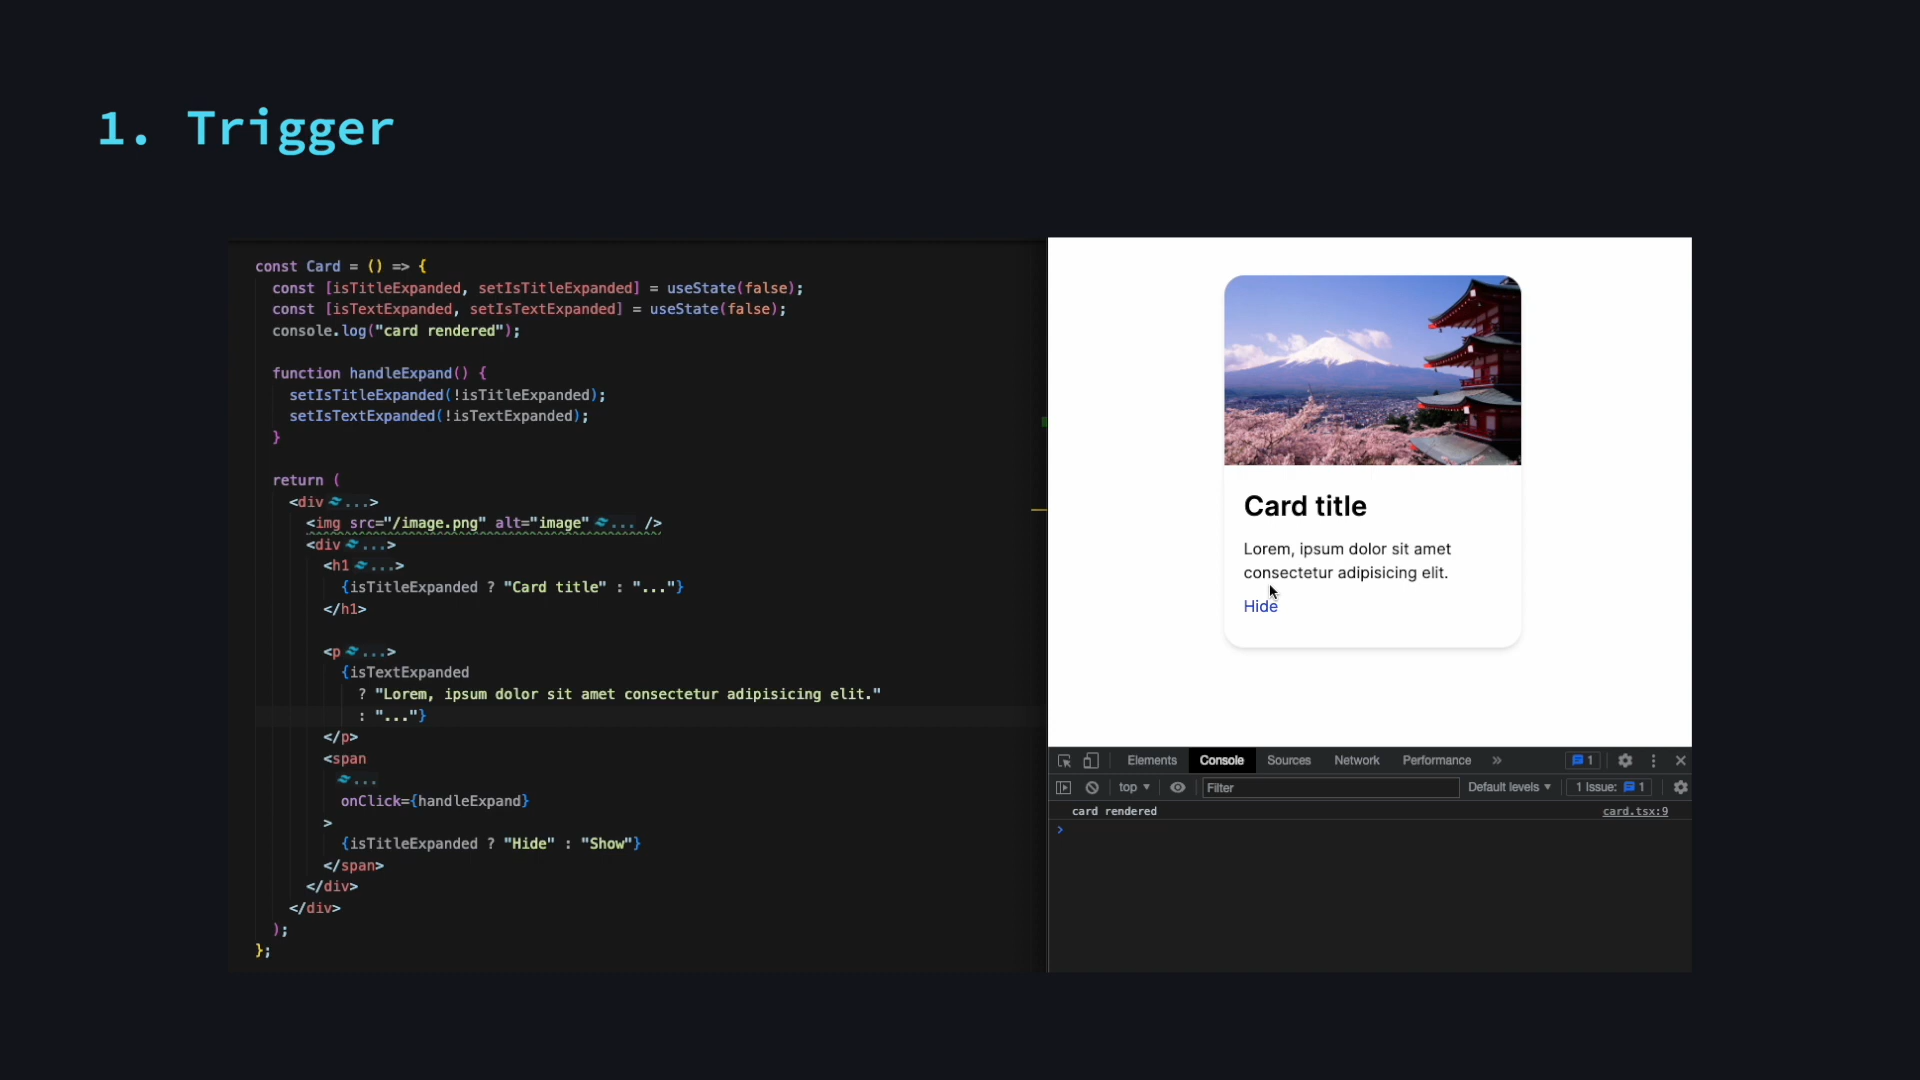 1. Trigger
const Card = () => {
const [isTitleExpanded, setIsTitleExpanded] = useState(false);
const [isTextExpanded, setIsTextExpanded] = useState(false);
console.log("card rendered");
function handleExpand() {
setIsTitleExpanded(!isTitleExpanded);
setIsTextExpanded(!isTextExpanded);
}
return (
<div ...>
<img src="/image.png" alt="image" ... />
<div ...>
<h1 ...>
{isTitleExpanded ? "Card title" : "..."}
</h1>
<p ...>
{isTextExpanded
? "Lorem, ipsum dolor sit amet consectetur adipisicing elit."
: "..."}
</p>
<span
...
onClick={handleExpand}
>
{isTitleExpanded ? "Hide" : "Show"}
</span>
</div>
</div>
);
};
Card title
Lorem, ipsum dolor sit amet
consectetur adipisicing elit.
Hide
Elements Console Sources Network Performance » 1
top Filter Default levels 1 Issue: 1
card rendered card.tsx:9
>